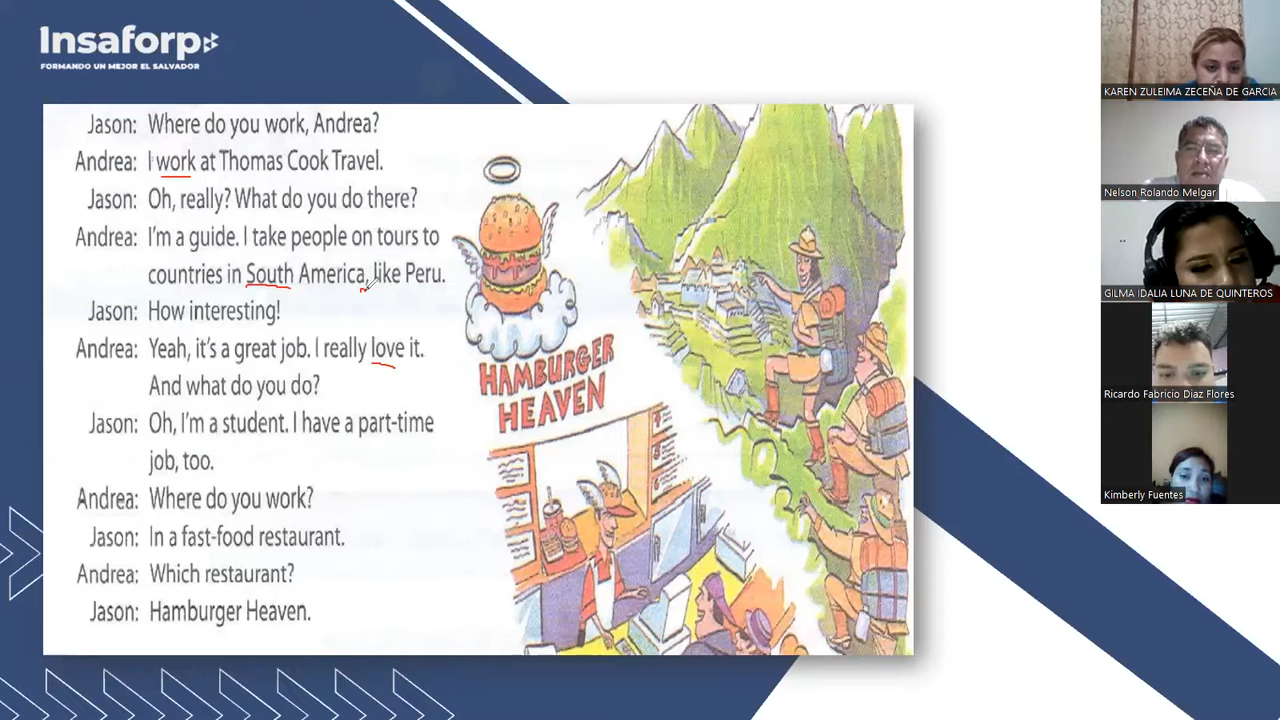 Insaforp
FORMANDO UN MEJOR EL SALVADOR
Jason: Where do you work, Andrea?
Andrea: I work at Thomas Cook Travel.
Jason: Oh, really? What do you do there?
Andrea: I'm a guide. I take people on tours to
countries in South America, like Peru.
Jason: How interesting!
Andrea: Yeah, it's a great job. I really love it.
And what do you do?
Jason: Oh, I'm a student. I have a part-time
job, too.
Andrea: Where do you work?
Jason: In a fast-food restaurant.
Andrea: Which restaurant?
Jason: Hamburger Heaven.
HAMBURGER
HEAVEN
KAREN ZULEIMA ZECEÑA DE GARCIA
Nelson Rolando Melgar
GILMA IDALIA LUNA DE QUINTEROS
Ricardo Fabricio Diaz Flores
Kimberly Fuentes